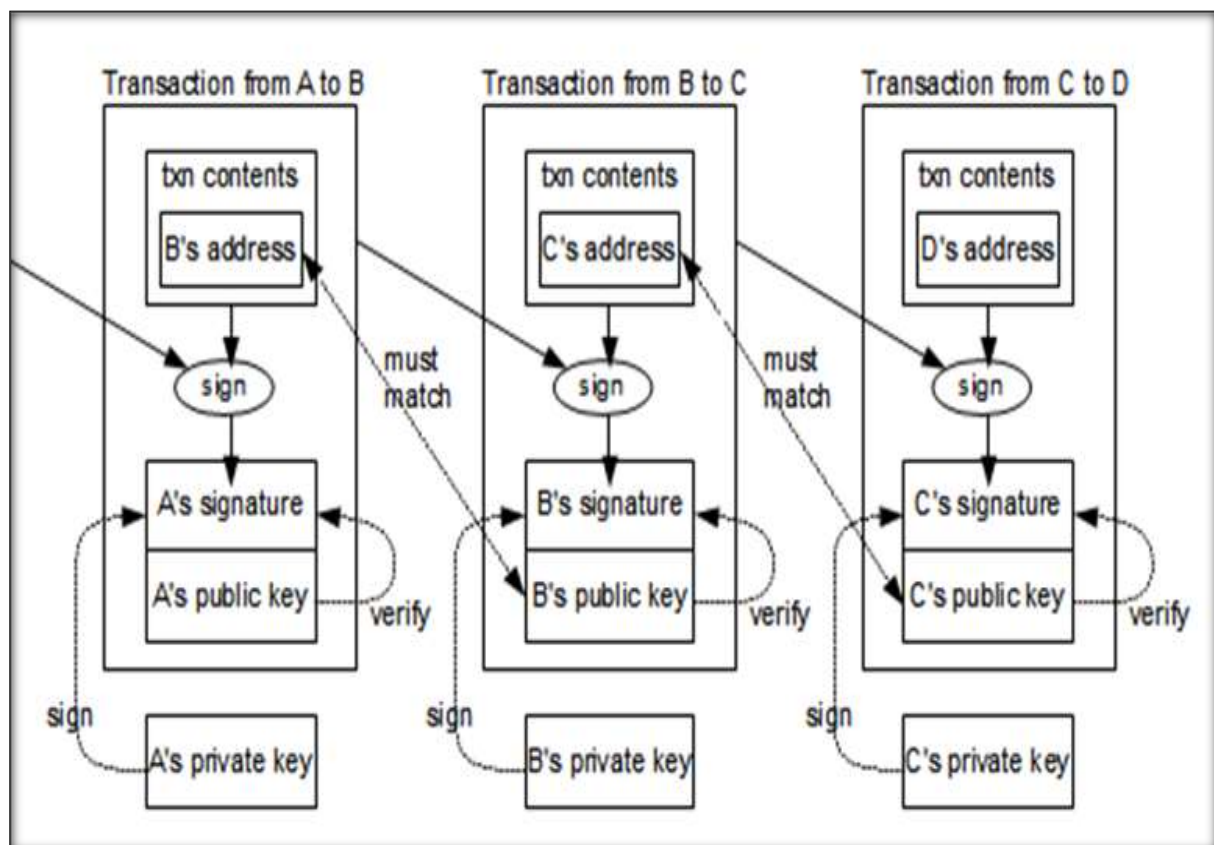 Transaction from A to B
txn contents
B's address
sign
A's signature
A's public key
verify
sign
A's private key
must
match
Transaction from B to C
txn contents
C's address
sign
B's signature
B's public key
verify
sign
B's private key
must
match
Transaction from C to D
txn contents
D's address
sign
C's signature
C's public key
verify
sign
C's private key